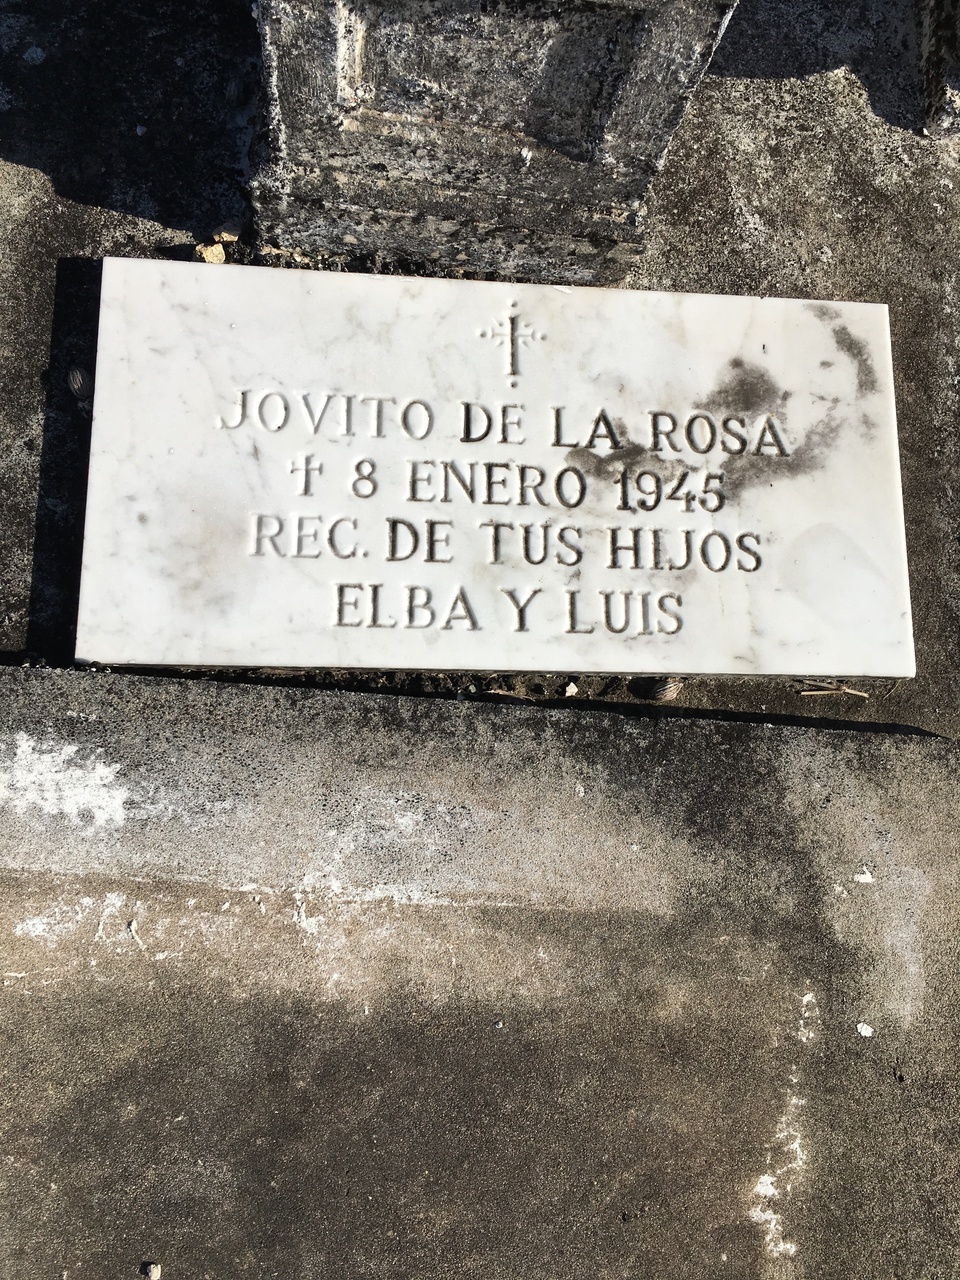 JOVITO DE LA ROSA
† 8 ENERO 1945
REC. DE TUS HIJOS
ELBA Y LUIS